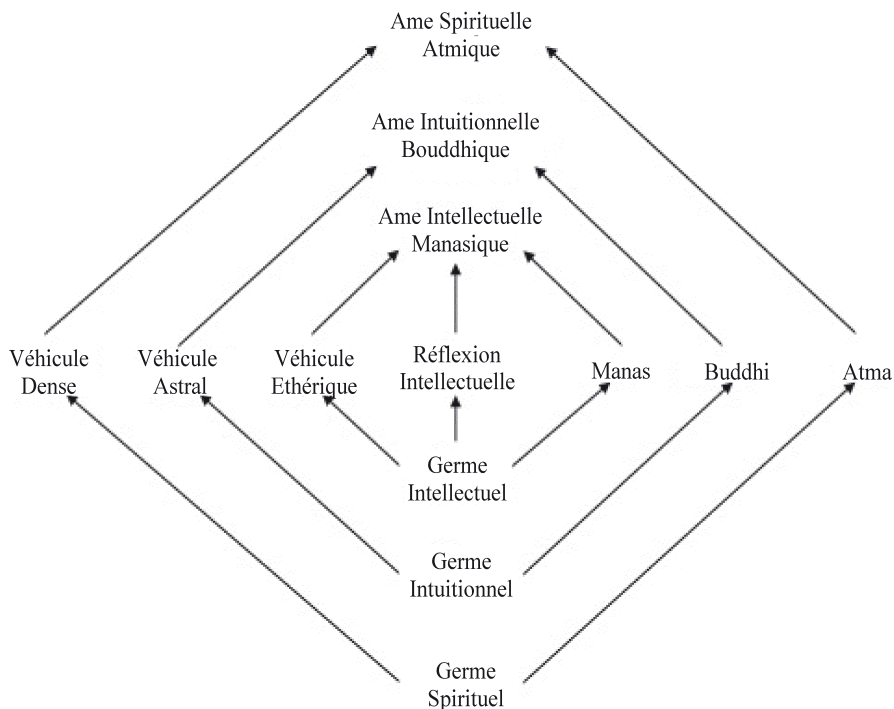 Ame Spirituelle
Atmique
Ame Intuitionnelle
Bouddhique
Ame Intellectuelle
Manasique
Véhicule
Dense
Véhicule
Astral
Véhicule
Ethérique
Réflexion
Intellectuelle
Manas
Buddhi
Atma
Germe
Intellectuel
Germe
Intuitionnel
Germe
Spirituel